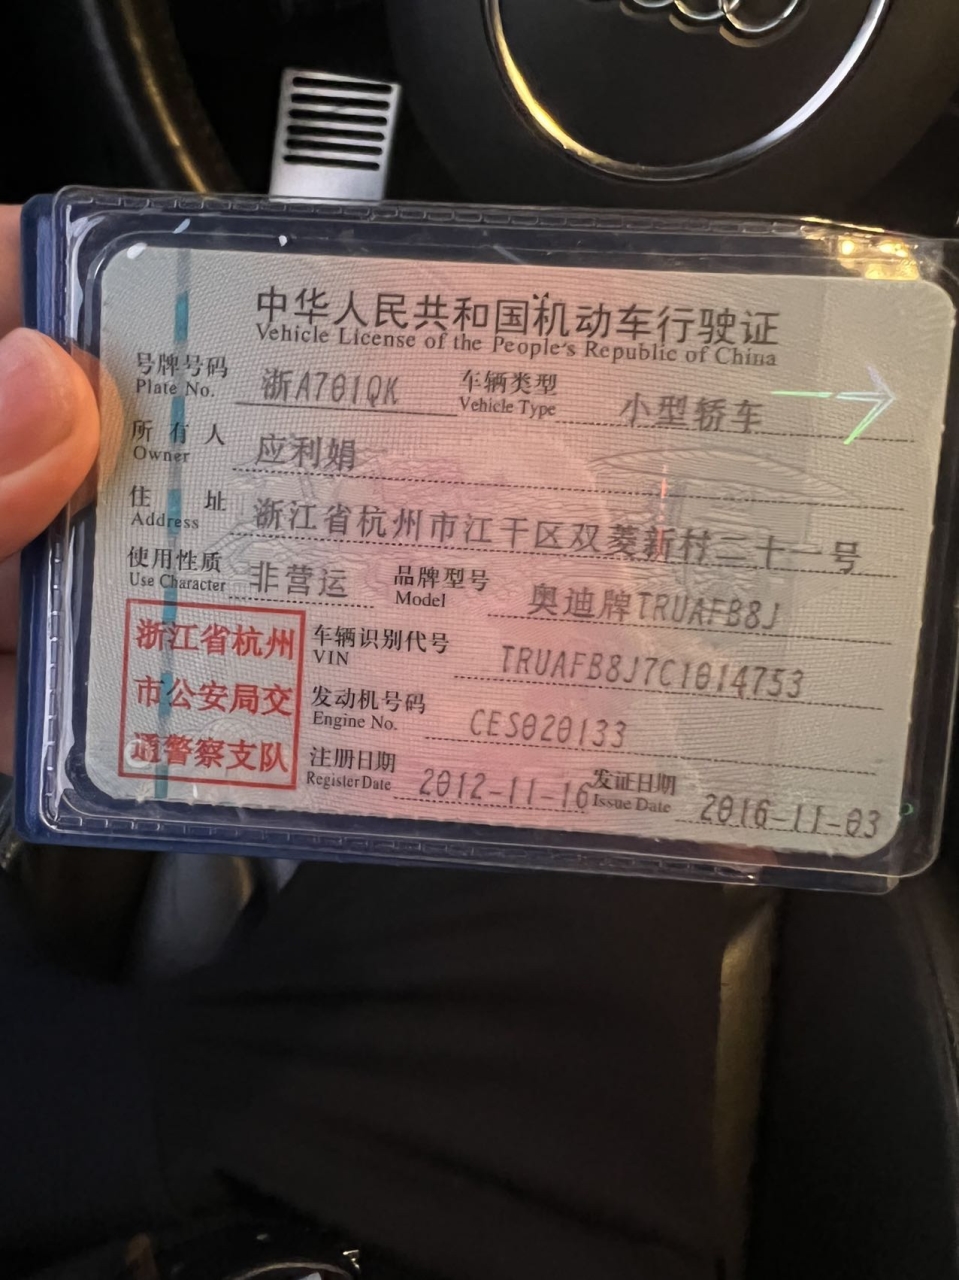 中华人民共和国机动车行驶证
Vehicle License of the People's Republic of China
号牌号码 浙A701QK 车辆类型 小型轿车
Plate No. Vehicle Type
所有人 应利娟
Owner
住址 浙江省杭州市江干区双菱新村二十一号
Address
使用性质 非营运 品牌型号 奥迪牌TRUAFB8J
Use Character Model
浙江省杭州
市公安局交
通警察支队
车辆识别代号 TRUAFB8J7C1014753
VIN
发动机号码 CES020133
Engine No.
注册日期 2012-11-16 发证日期 2016-11-03
Register Date Issue Date